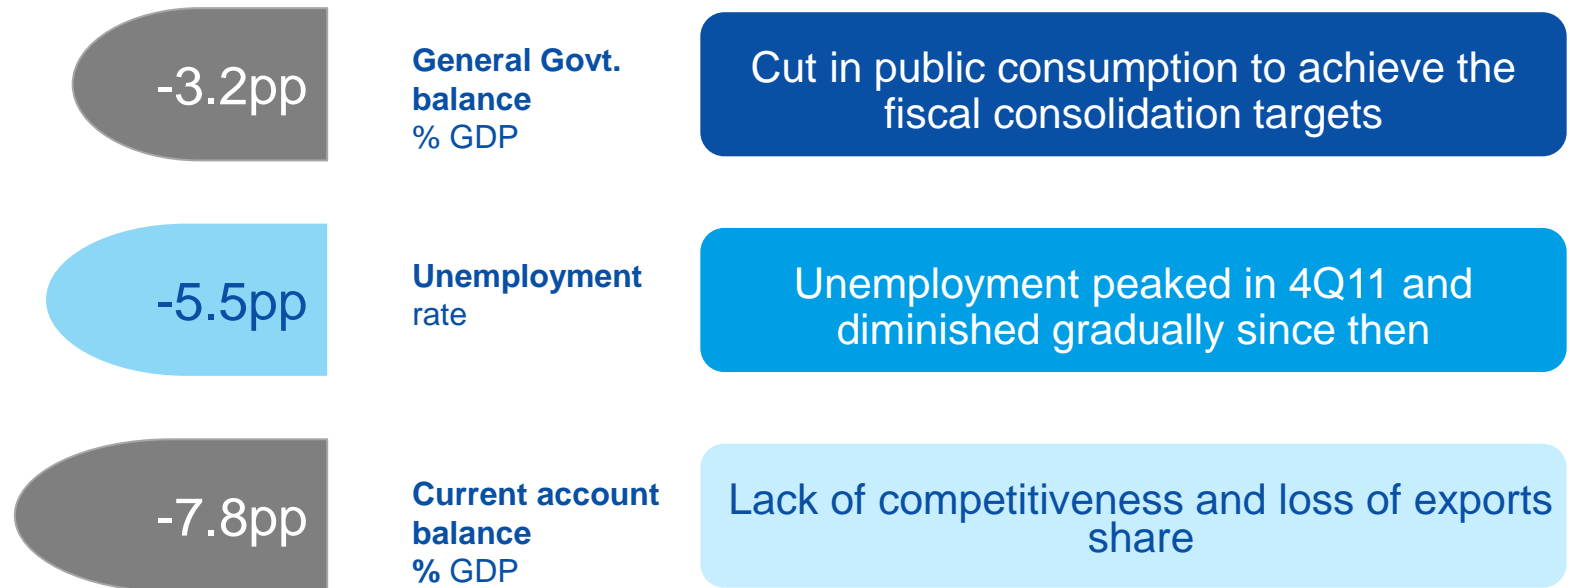 -3.2pp
General Govt.
balance
% GDP
Cut in public consumption to achieve the
fiscal consolidation targets
-5.5pp
Unemployment
rate
Unemployment peaked in 4Q11 and
diminished gradually since then
-7.8pp
Current account
balance
% GDP
Lack of competitiveness and loss of exports
share